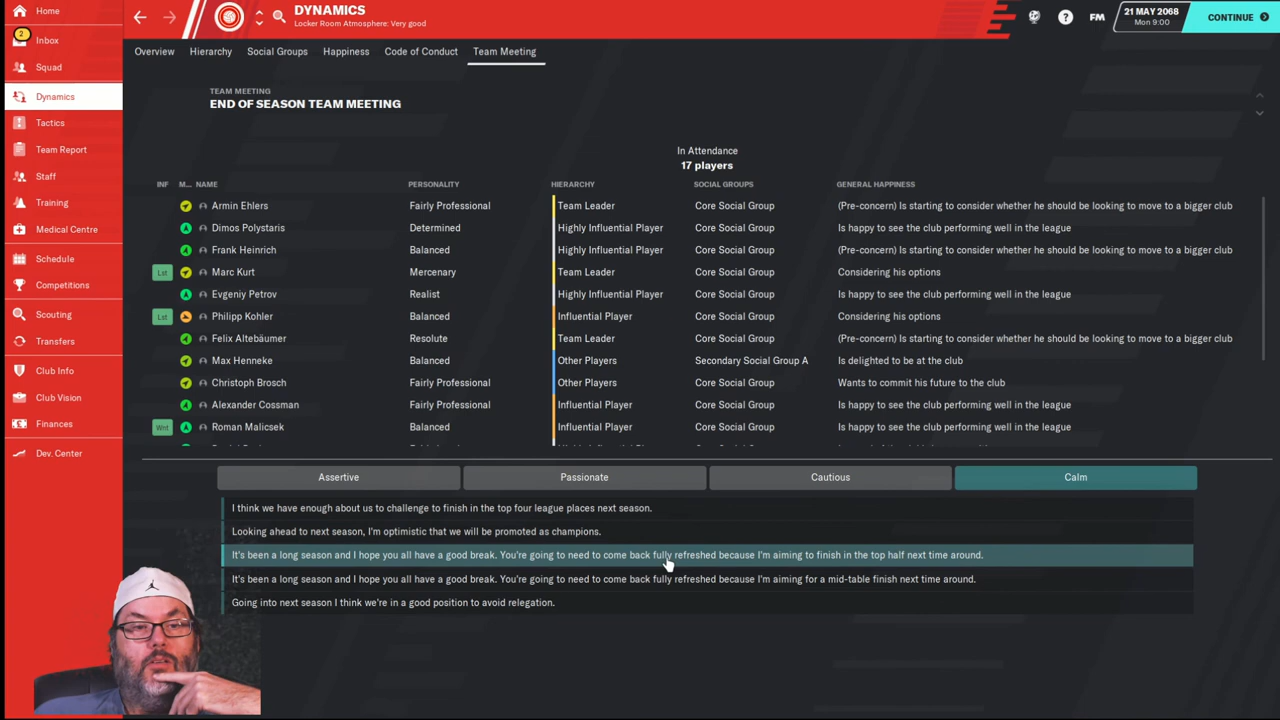 Home
DYNAMICS
Locker Room Atmosphere: Very good
FM
21 MAY 2068
Mon 9:00
CONTINUE
2
Inbox
Squad
Dynamics
Tactics
Team Report
Staff
Training
Medical Centre
Schedule
Competitions
Scouting
Transfers
Club Info
Club Vision
Finances
Dev. Center
Overview Hierarchy Social Groups Happiness Code of Conduct Team Meeting
TEAM MEETING
END OF SEASON TEAM MEETING
In Attendance
17 players
INF M... NAME PERSONALITY HIERARCHY SOCIAL GROUPS GENERAL HAPPINESS
Armin Ehlers Fairly Professional Team Leader Core Social Group (Pre-concern) Is starting to consider whether he should be looking to move to a bigger club
Dimos Polystaris Determined Highly Influential Player Core Social Group Is happy to see the club performing well in the league
Frank Heinrich Balanced Highly Influential Player Core Social Group (Pre-concern) Is starting to consider whether he should be looking to move to a bigger club
Lst Marc Kurt Mercenary Team Leader Core Social Group Considering his options
Evgeniy Petrov Realist Highly Influential Player Core Social Group Is happy to see the club performing well in the league
Lst Philipp Kohler Balanced Influential Player Core Social Group Considering his options
Felix Altebäumer Resolute Team Leader Core Social Group (Pre-concern) Is starting to consider whether he should be looking to move to a bigger club
Max Henneke Balanced Other Players Secondary Social Group A Is delighted to be at the club
Christoph Brosch Fairly Professional Other Players Core Social Group Wants to commit his future to the club
Alexander Cossman Fairly Professional Influential Player Core Social Group Is happy to see the club performing well in the league
Wnt Roman Malicsek Balanced Influential Player Core Social Group Is happy to see the club performing well in the league
Assertive Passionate Cautious Calm
I think we have enough about us to challenge to finish in the top four league places next season.
Looking ahead to next season, I'm optimistic that we will be promoted as champions.
It's been a long season and I hope you all have a good break. You're going to need to come back fully refreshed because I'm aiming to finish in the top half next time around.
It's been a long season and I hope you all have a good break. You're going to need to come back fully refreshed because I'm aiming for a mid-table finish next time around.
Going into next season I think we're in a good position to avoid relegation.